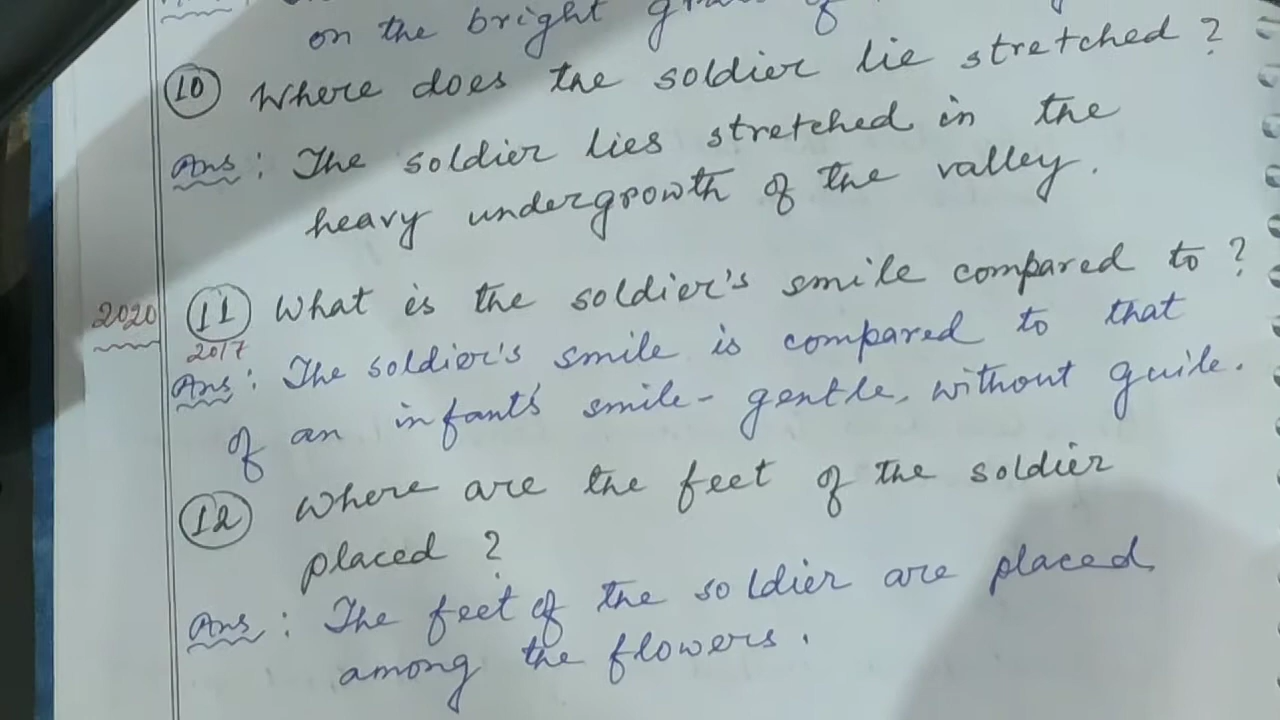 on the bright of
10 Where does the soldier lie stretched ?
Ans : The soldier lies stretched in the
heavy undergrowth of the valley.
2020 11 What is the soldier's smile compared to ?
2017
Ans : The soldier's smile is compared to that
of an infant's smile - gentle, without guile.
12 Where are the feet of the soldier
placed ?
Ans : The feet of the soldier are placed
among the flowers.